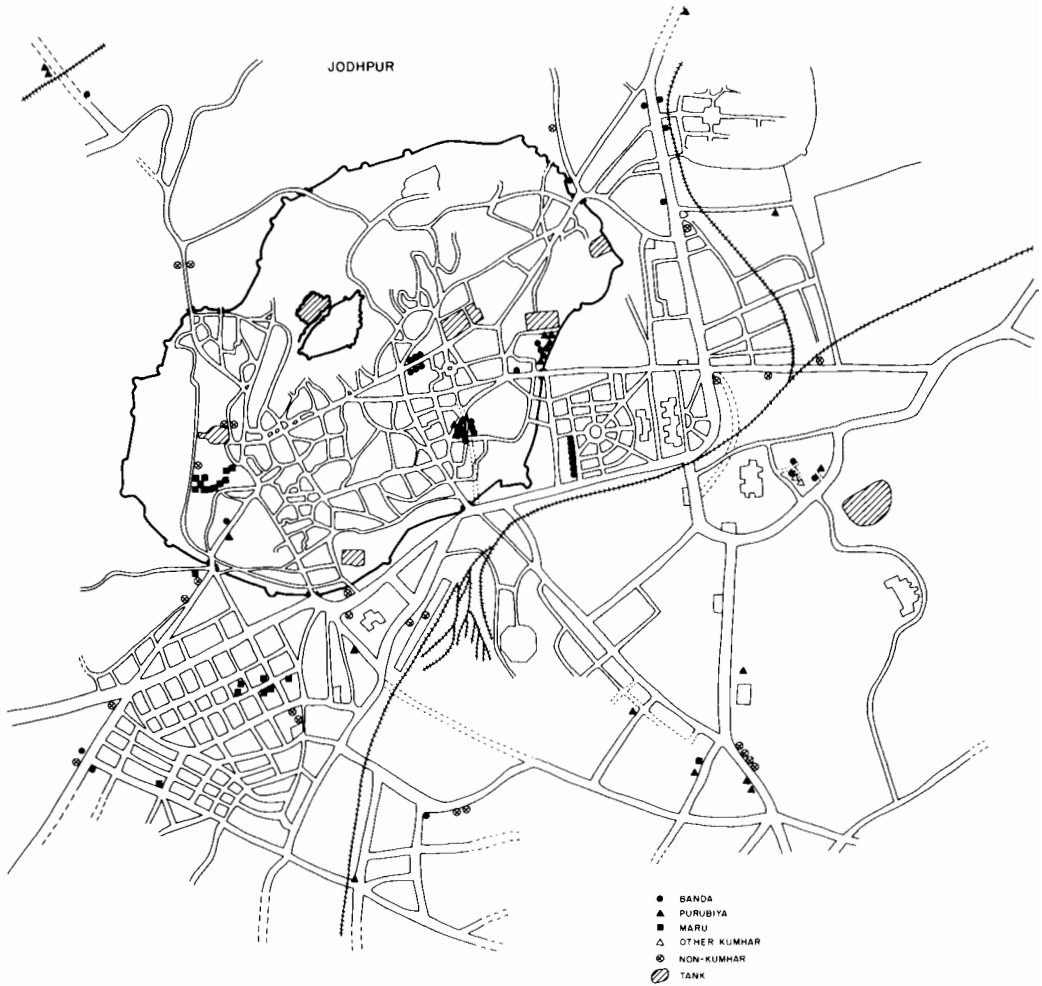 JODHPUR
BANDA
PURUBIYA
MARU
OTHER KUMHAR
NON-KUMHAR
TANK